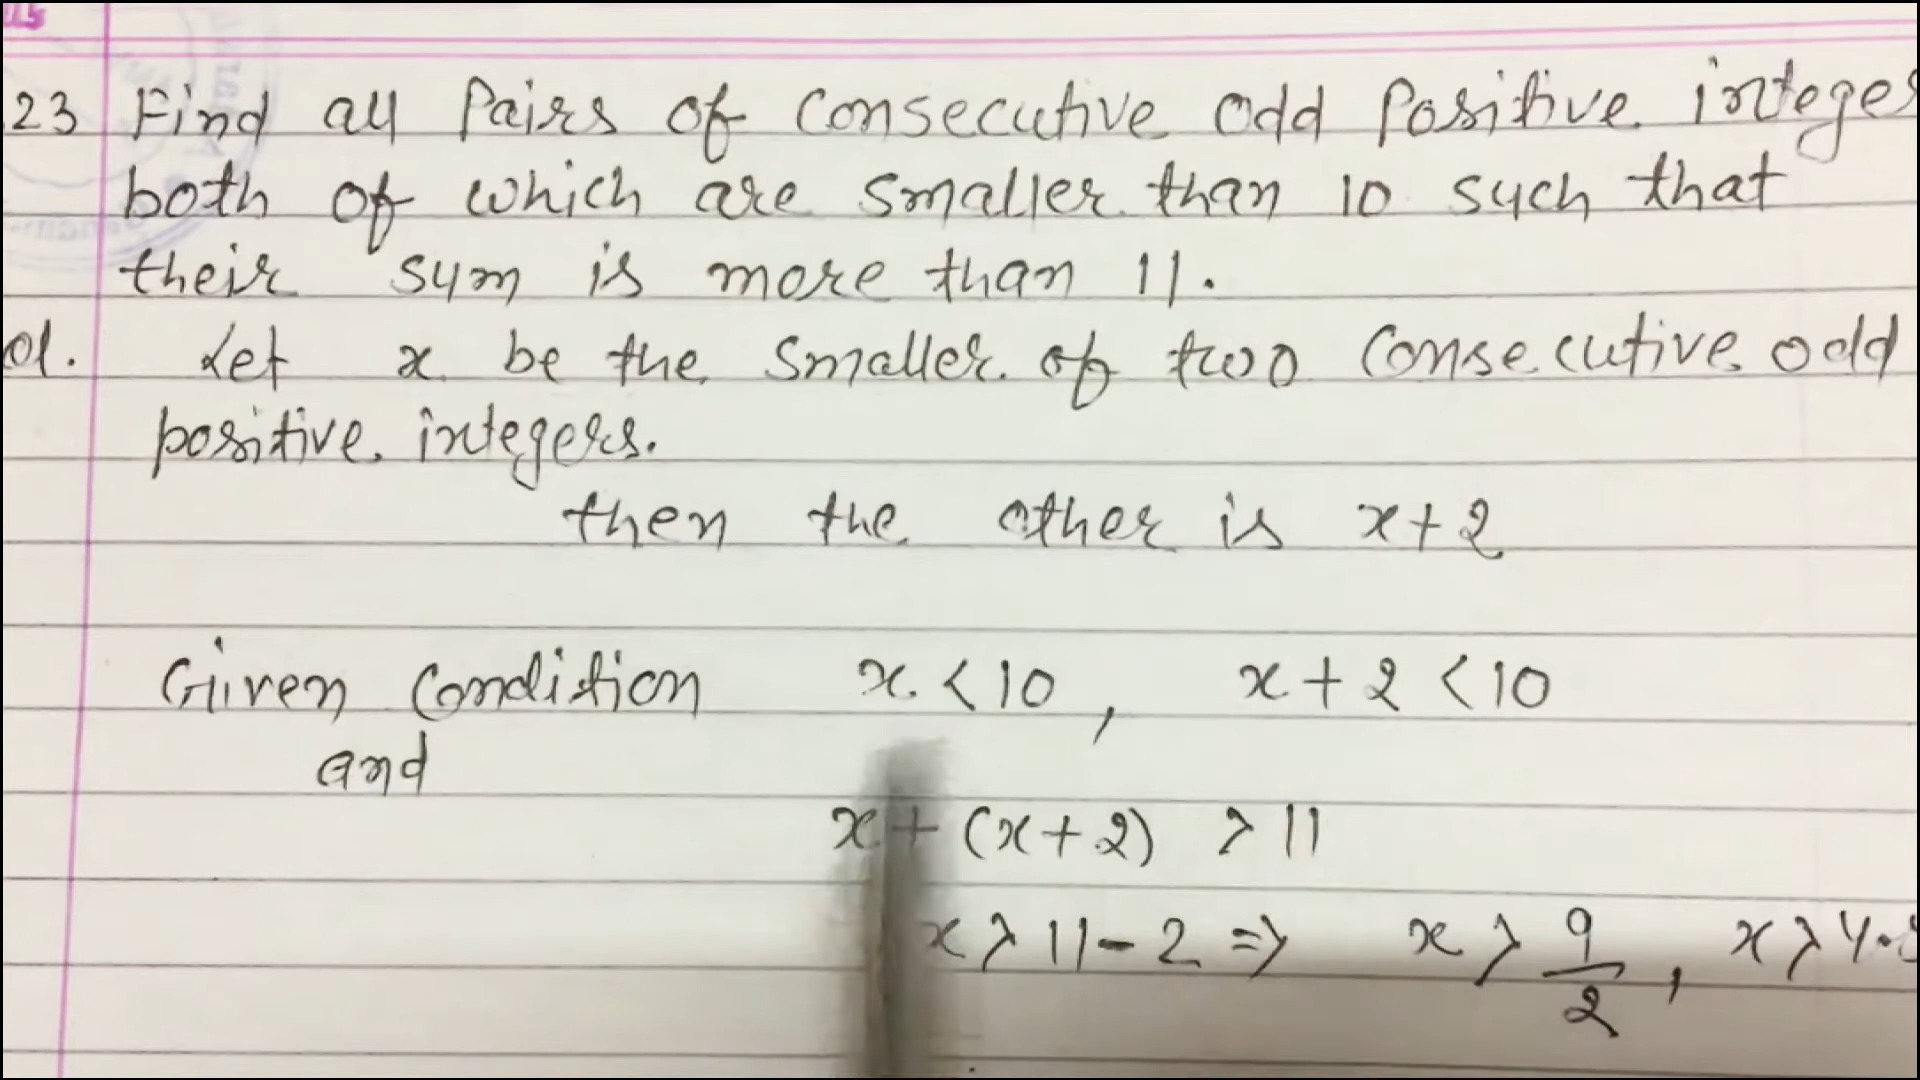 23 Find all Pairs of consecutive odd Positive integers
both of which are smaller than 10 such that
their sum is more than 11.
Let x be the smaller of two consecutive odd
positive integers.
then the other is x+2
Given condition x < 10 , x + 2 < 10
and
x + (x + 2) > 11
x > 11 - 2 => x > 9/2 , x > 4.